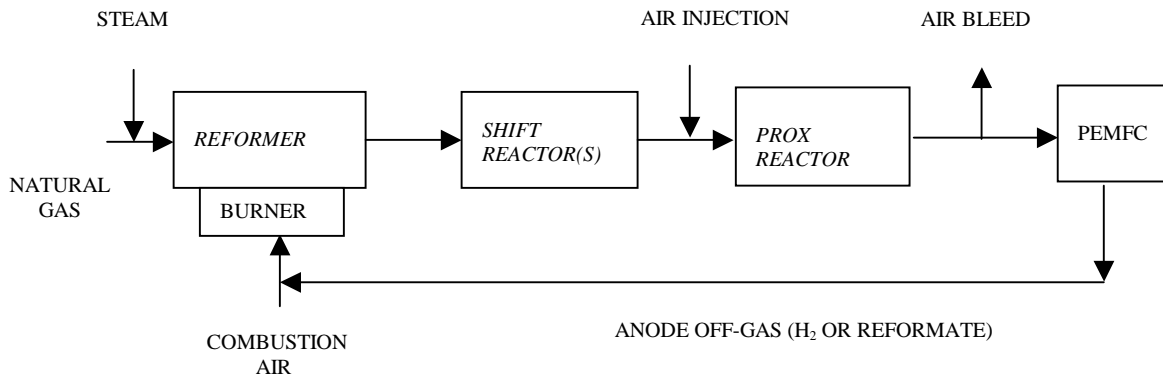 STEAM
AIR INJECTION
AIR BLEED
REFORMER
SHIFT
REACTOR(S)
PROX
REACTOR
PEMFC
NATURAL
GAS
BURNER
COMBUSTION
AIR
ANODE OFF-GAS (H₂ OR REFORMATE)